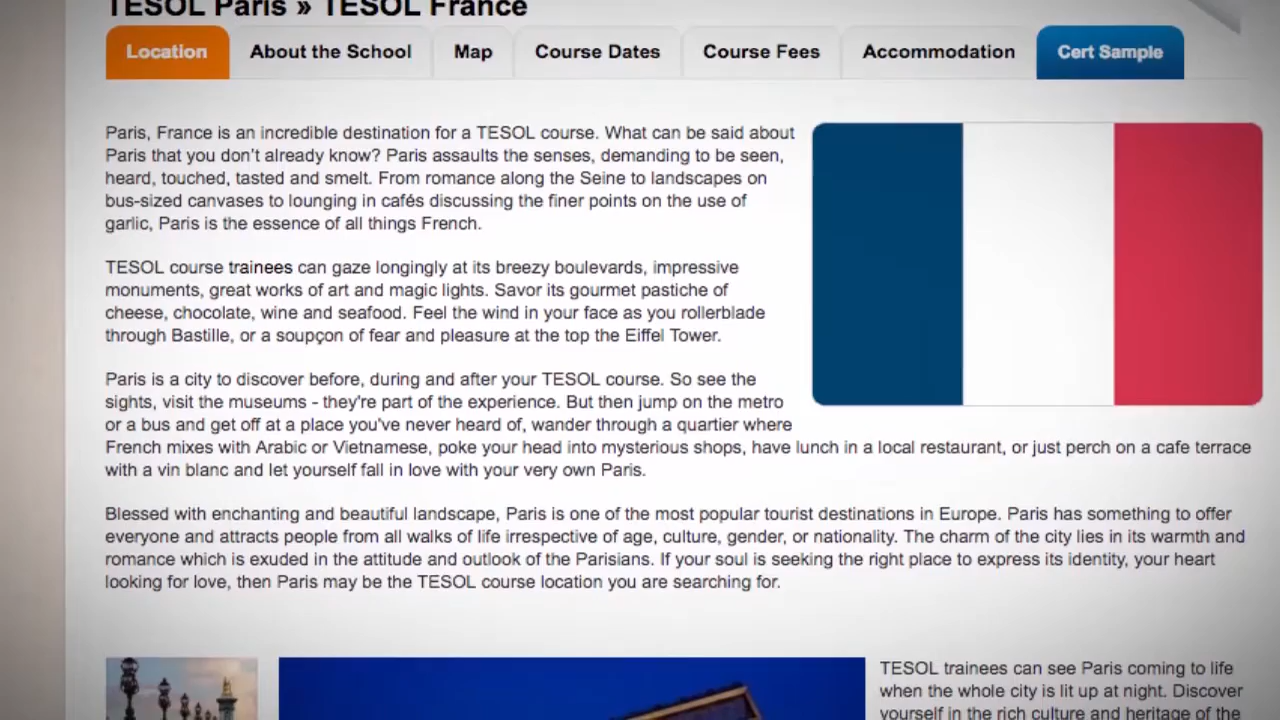 TESOL Paris » TESOL France
Location
About the School
Map
Course Dates
Course Fees
Accommodation
Cert Sample
Paris, France is an incredible destination for a TESOL course. What can be said about
Paris that you don't already know? Paris assaults the senses, demanding to be seen,
heard, touched, tasted and smelt. From romance along the Seine to landscapes on
bus-sized canvases to lounging in cafés discussing the finer points on the use of
garlic, Paris is the essence of all things French.
TESOL course trainees can gaze longingly at its breezy boulevards, impressive
monuments, great works of art and magic lights. Savor its gourmet pastiche of
cheese, chocolate, wine and seafood. Feel the wind in your face as you rollerblade
through Bastille, or a soupçon of fear and pleasure at the top the Eiffel Tower.
Paris is a city to discover before, during and after your TESOL course. So see the
sights, visit the museums - they're part of the experience. But then jump on the metro
or a bus and get off at a place you've never heard of, wander through a quartier where
French mixes with Arabic or Vietnamese, poke your head into mysterious shops, have lunch in a local restaurant, or just perch on a cafe terrace
with a vin blanc and let yourself fall in love with your very own Paris.
Blessed with enchanting and beautiful landscape, Paris is one of the most popular tourist destinations in Europe. Paris has something to offer
everyone and attracts people from all walks of life irrespective of age, culture, gender, or nationality. The charm of the city lies in its warmth and
romance which is exuded in the attitude and outlook of the Parisians. If your soul is seeking the right place to express its identity, your heart
looking for love, then Paris may be the TESOL course location you are searching for.
TESOL trainees can see Paris coming to life
when the whole city is lit up at night. Discover
yourself in the rich culture and heritage of the